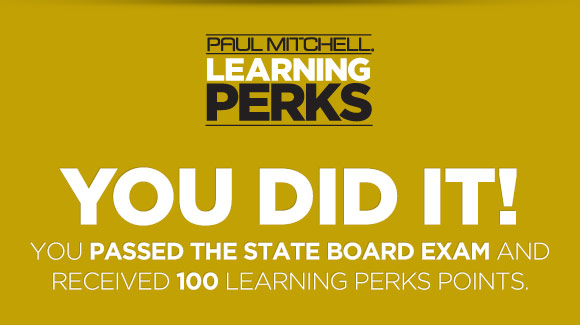 PAUL MITCHELL.
LEARNING
PERKS
YOU DID IT!
YOU PASSED THE STATE BOARD EXAM AND
RECEIVED 100 LEARNING PERKS POINTS.